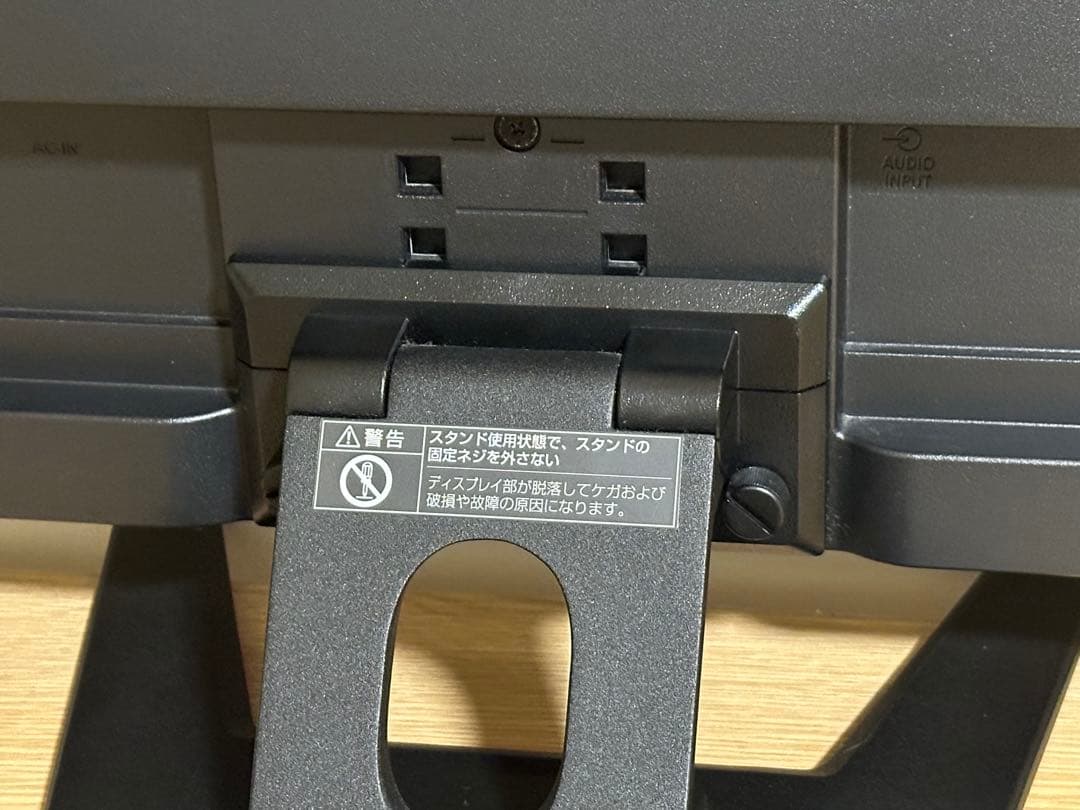 AC-IN
AUDIO
INPUT
⚠警告
スタンド使用状態で、スタンドの
固定ネジを外さない
ディスプレイ部が脱落してケガおよび
破損や故障の原因になります。